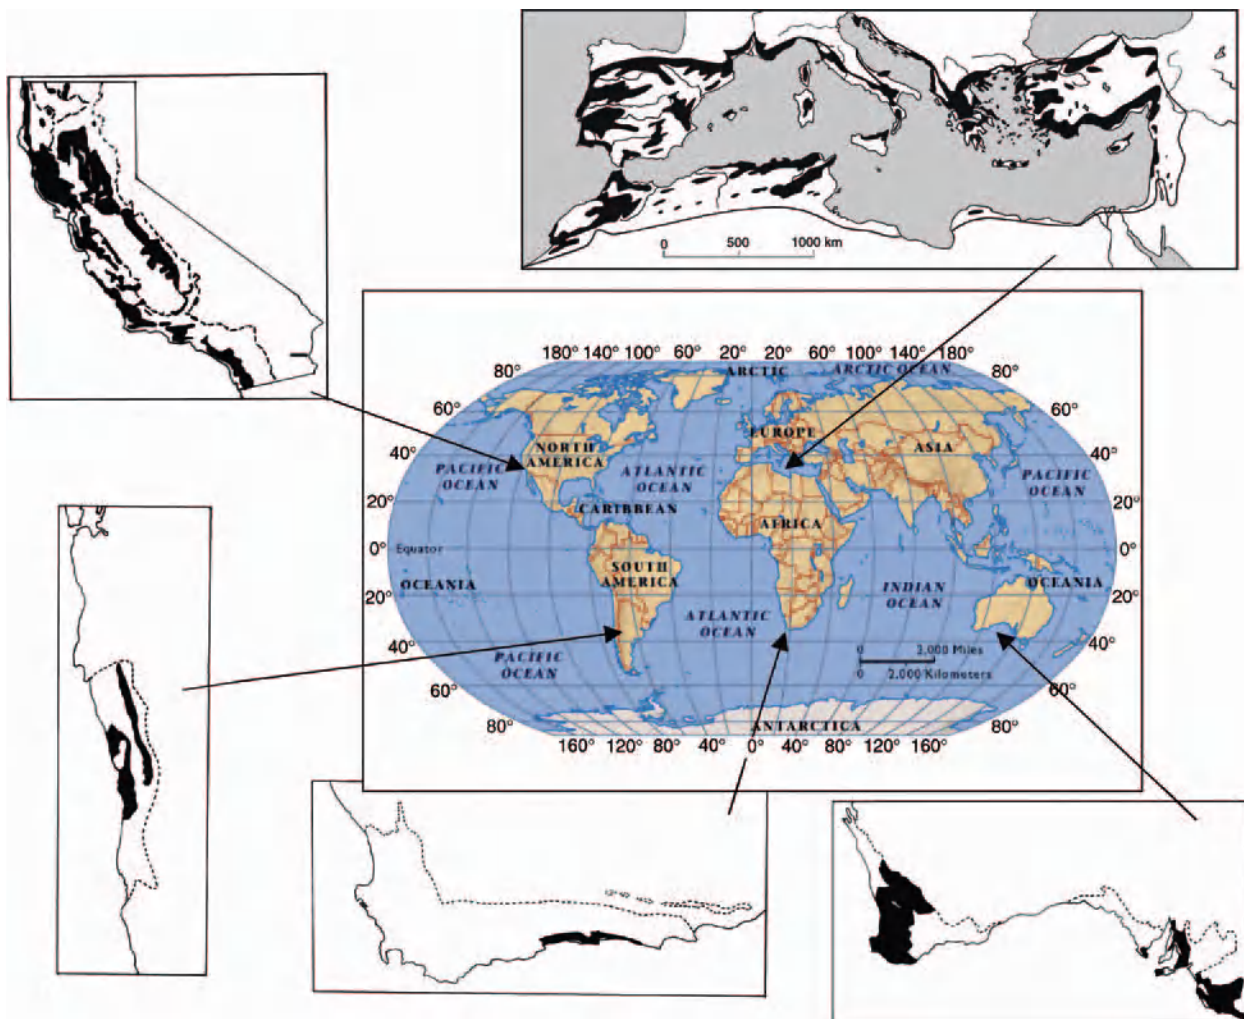 0 500 1000 km
180° 140° 100° 60° 20° 20° 60° 100° 140° 180°
80° ARCTIC ARCTIC OCEAN 80°
60° 60°
EUROPE
40° NORTH AMERICA ASIA 40°
PACIFIC OCEAN ATLANTIC OCEAN PACIFIC OCEAN
20° 20°
CARIBBEAN AFRICA
0° Equator 0°
SOUTH AMERICA
OCEANIA INDIAN OCEAN OCEANIA
20° 20°
ATLANTIC OCEAN
40° 40°
0 3,000 Miles
0 2,000 Kilometers
PACIFIC OCEAN
60° 60°
80° ANTARCTICA 80°
160° 120° 80° 40° 0° 40° 80° 120° 160°